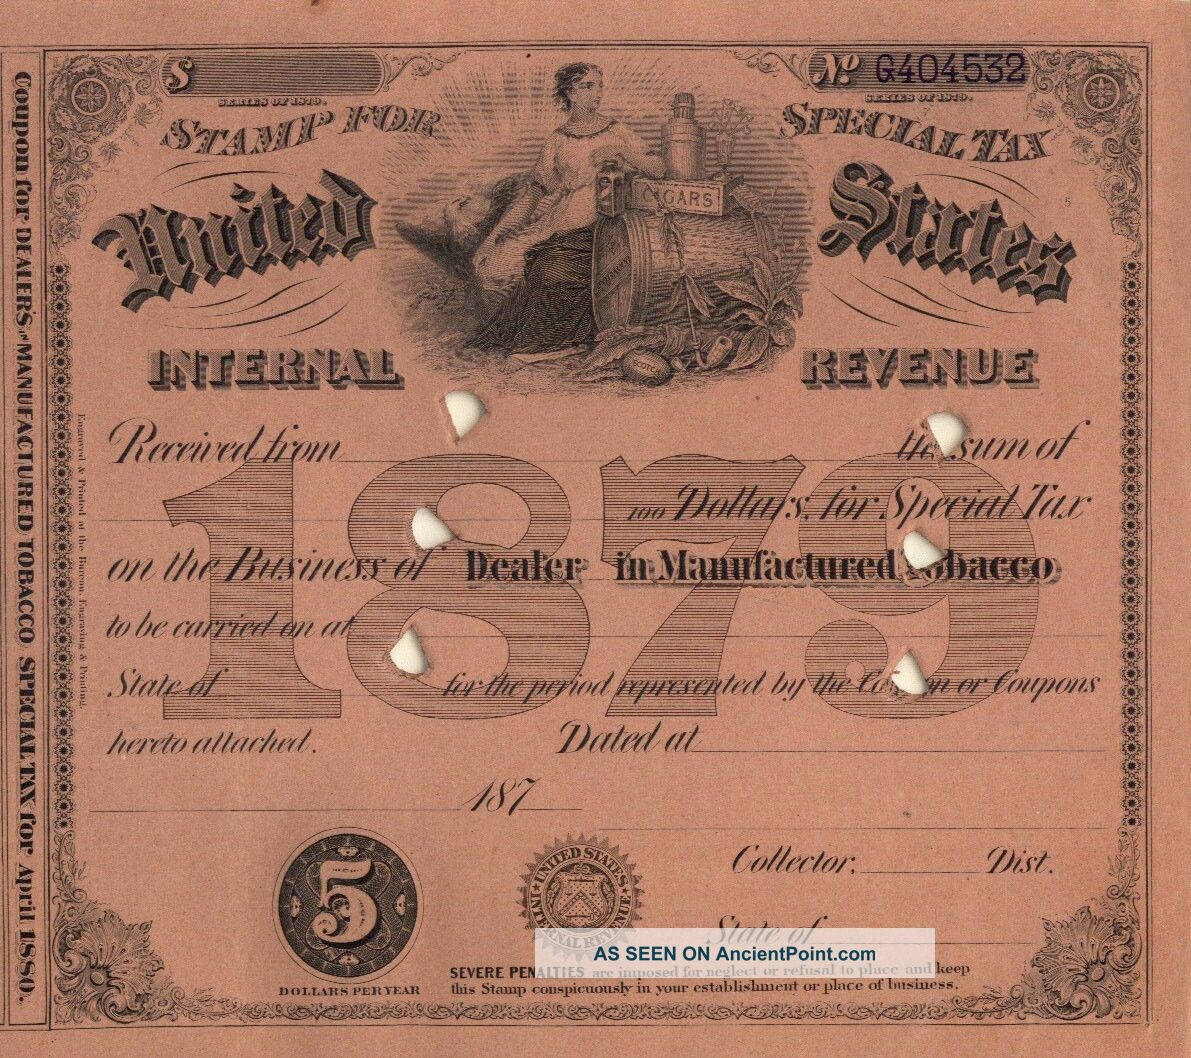 $
SERIES OF 1879.
No G404532
SERIES OF 1879.
STAMP FOR SPECIAL TAX
United States
CIGARS
INTERNAL REVENUE
Received from the sum of
100 Dollars, for Special Tax
on the Business of Dealer in Manufactured Tobacco
to be carried on at
State of for the period represented by the Coupon or Coupons
hereto attached. Dated at
187
1879
Collector, Dist.
State of
5
DOLLARS PER YEAR
UNITED STATES INTERNAL REVENUE
SEVERE PENALTIES are imposed for neglect or refusal to place and keep
this Stamp conspicuously in your establishment or place of business.
Coupon for DEALER'S in MANUFACTURED TOBACCO SPECIAL TAX for April 1880.
Engraved & Printed at the Bureau, Engraving & Printing.
5
AS SEEN ON AncientPoint.com